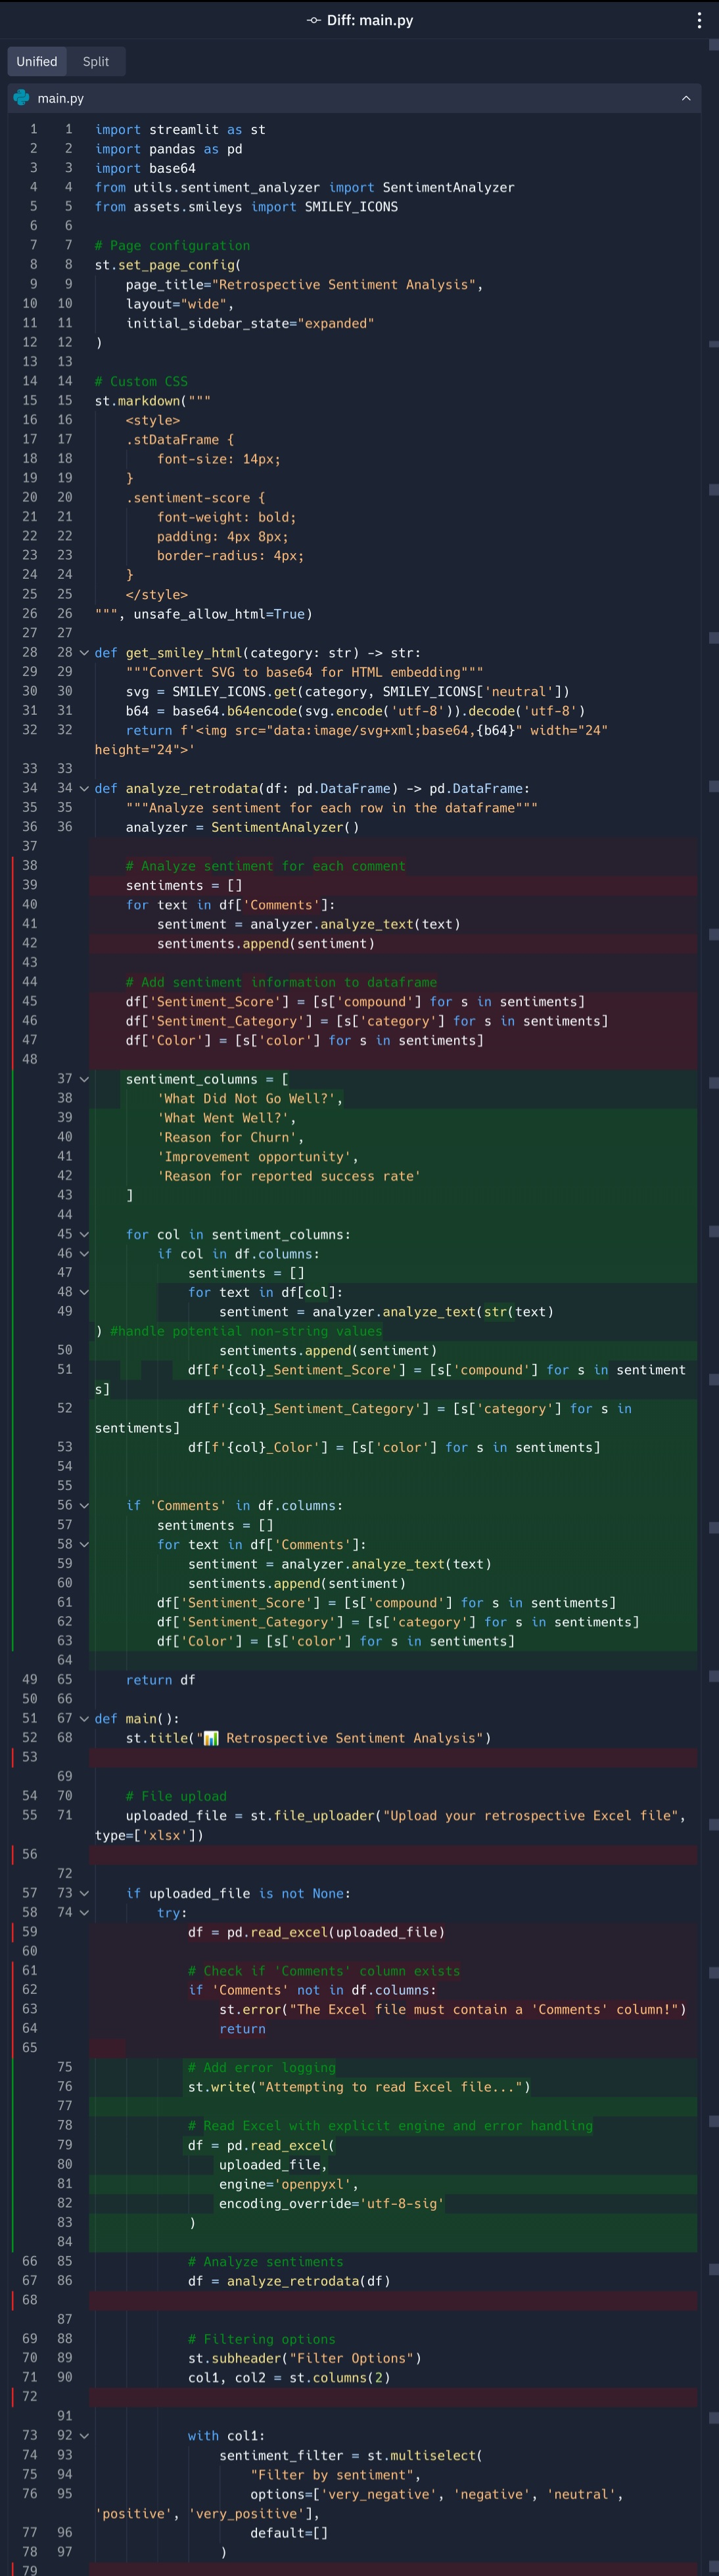 Diff: main.py
Unified Split
main.py
1 1 import streamlit as st
2 2 import pandas as pd
3 3 import base64
4 4 from utils.sentiment_analyzer import SentimentAnalyzer
5 5 from assets.smileys import SMILEY_ICONS
6 6
7 7 # Page configuration
8 8 st.set_page_config(
9 9     page_title="Retrospective Sentiment Analysis",
10 10     layout="wide",
11 11     initial_sidebar_state="expanded"
12 12 )
13 13
14 14 # Custom CSS
15 15 st.markdown("""
16 16     <style>
17 17     .stDataFrame {
18 18         font-size: 14px;
19 19     }
20 20     .sentiment-score {
21 21         font-weight: bold;
22 22         padding: 4px 8px;
23 23         border-radius: 4px;
24 24     }
25 25     </style>
26 26 """, unsafe_allow_html=True)
27 27
28 28 def get_smiley_html(category: str) -> str:
29 29     """Convert SVG to base64 for HTML embedding"""
30 30     svg = SMILEY_ICONS.get(category, SMILEY_ICONS['neutral'])
31 31     b64 = base64.b64encode(svg.encode('utf-8')).decode('utf-8')
32 32     return f'<img src="data:image/svg+xml;base64,{b64}" width="24"
height="24">'
33 33
34 34 def analyze_retrodata(df: pd.DataFrame) -> pd.DataFrame:
35 35     """Analyze sentiment for each row in the dataframe"""
36 36     analyzer = SentimentAnalyzer()
37
38     # Analyze sentiment for each comment
39     sentiments = []
40     for text in df['Comments']:
41         sentiment = analyzer.analyze_text(text)
42         sentiments.append(sentiment)
43
44     # Add sentiment information to dataframe
45     df['Sentiment_Score'] = [s['compound'] for s in sentiments]
46     df['Sentiment_Category'] = [s['category'] for s in sentiments]
47     df['Color'] = [s['color'] for s in sentiments]
48
37     sentiment_columns = [
38         'What Did Not Go Well?',
39         'What Went Well?',
40         'Reason for Churn',
41         'Improvement opportunity',
42         'Reason for reported success rate'
43     ]
44
45     for col in sentiment_columns:
46         if col in df.columns:
47             sentiments = []
48             for text in df[col]:
49                 sentiment = analyzer.analyze_text(str(text)
) #handle potential non-string values
50                 sentiments.append(sentiment)
51             df[f'{col}_Sentiment_Score'] = [s['compound'] for s in sentiment
s]
52             df[f'{col}_Sentiment_Category'] = [s['category'] for s in
sentiments]
53             df[f'{col}_Color'] = [s['color'] for s in sentiments]
54
55
56     if 'Comments' in df.columns:
57         sentiments = []
58         for text in df['Comments']:
59             sentiment = analyzer.analyze_text(text)
60             sentiments.append(sentiment)
61         df['Sentiment_Score'] = [s['compound'] for s in sentiments]
62         df['Sentiment_Category'] = [s['category'] for s in sentiments]
63         df['Color'] = [s['color'] for s in sentiments]
64
49 65     return df
50 66
51 67 def main():
52 68     st.title("📊 Retrospective Sentiment Analysis")
53
69
54 70     # File upload
55 71     uploaded_file = st.file_uploader("Upload your retrospective Excel file",
type=['xlsx'])
56
72
57 73     if uploaded_file is not None:
58 74         try:
59             df = pd.read_excel(uploaded_file)
60
61             # Check if 'Comments' column exists
62             if 'Comments' not in df.columns:
63                 st.error("The Excel file must contain a 'Comments' column!")
64                 return
65
75             # Add error logging
76             st.write("Attempting to read Excel file...")
77
78             # Read Excel with explicit engine and error handling
79             df = pd.read_excel(
80                 uploaded_file,
81                 engine='openpyxl',
82                 encoding_override='utf-8-sig'
83             )
84
66 85             # Analyze sentiments
67 86             df = analyze_retrodata(df)
68
87
69 88             # Filtering options
70 89             st.subheader("Filter Options")
71 90             col1, col2 = st.columns(2)
72
91
73 92             with col1:
74 93                 sentiment_filter = st.multiselect(
75 94                     "Filter by sentiment",
76 95                     options=['very_negative', 'negative', 'neutral',
'positive', 'very_positive'],
77 96                     default=[]
78 97                 )
79